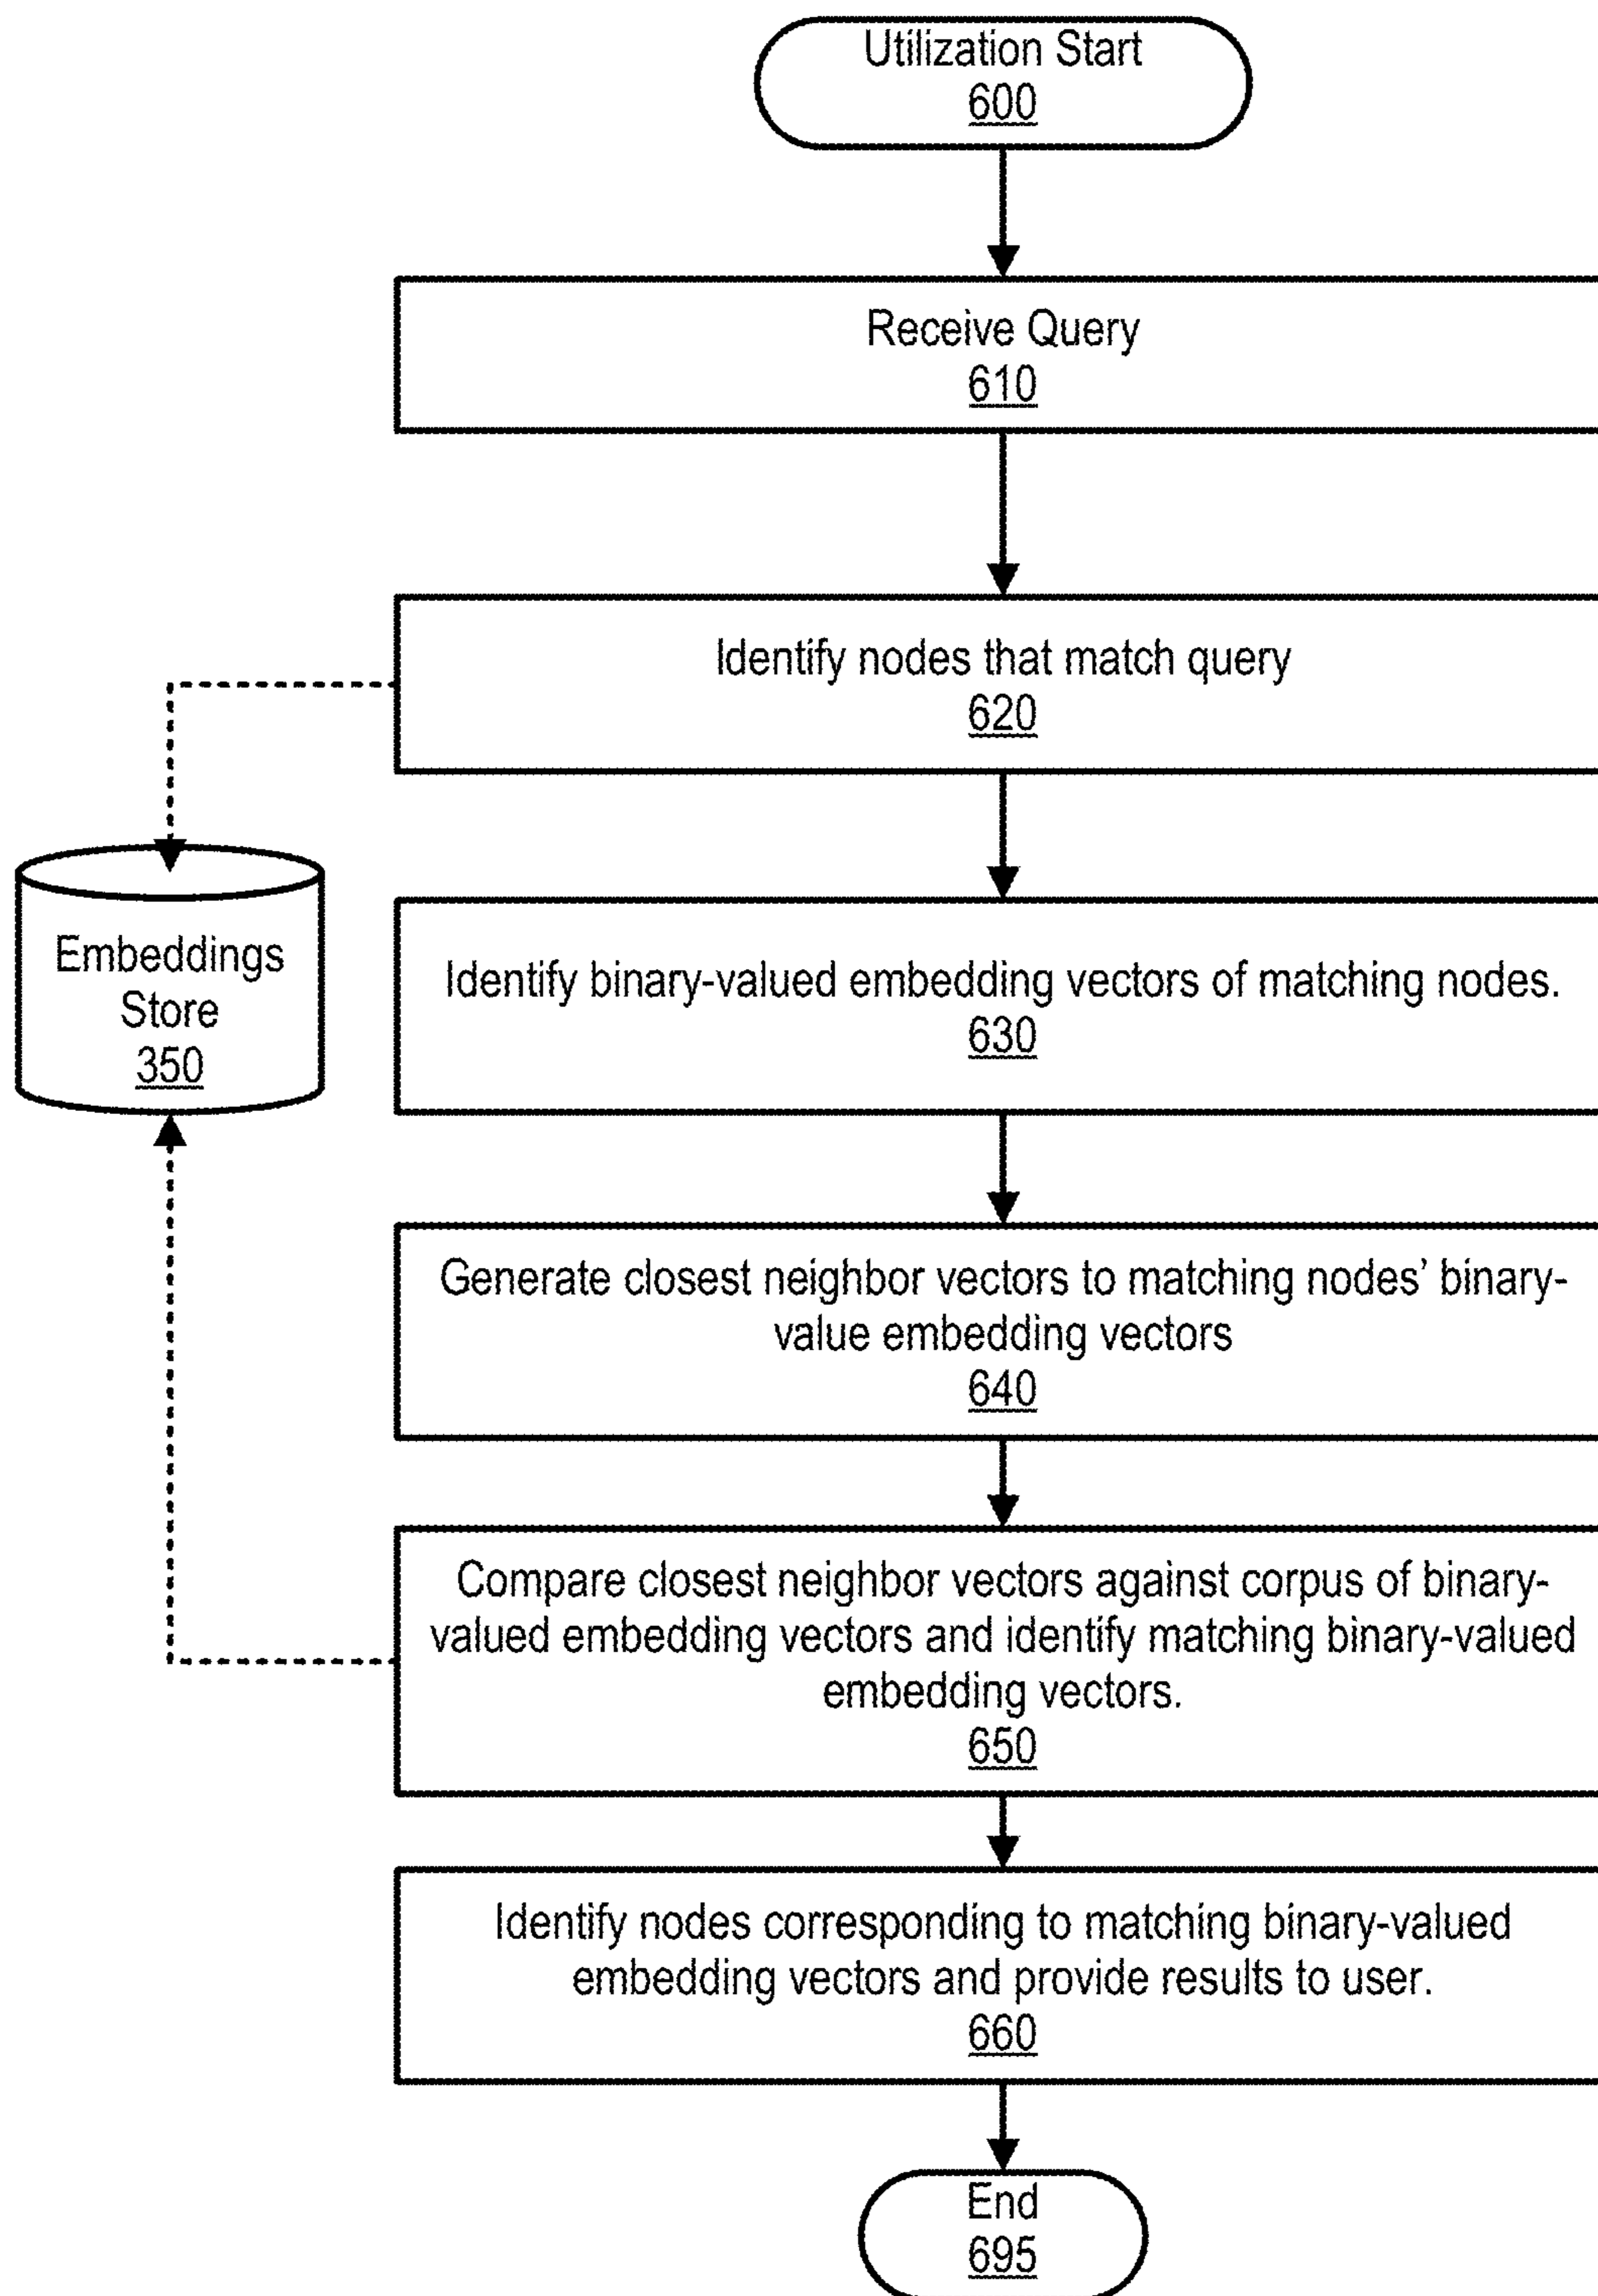 Utilization Start
600
Receive Query
610
Identify nodes that match query
620
Embeddings
Store
350
Identify binary-valued embedding vectors of matching nodes.
630
Generate closest neighbor vectors to matching nodes’ binary-
value embedding vectors
640
Compare closest neighbor vectors against corpus of binary-
valued embedding vectors and identify matching binary-valued
embedding vectors.
650
Identify nodes corresponding to matching binary-valued
embedding vectors and provide results to user.
660
End
695